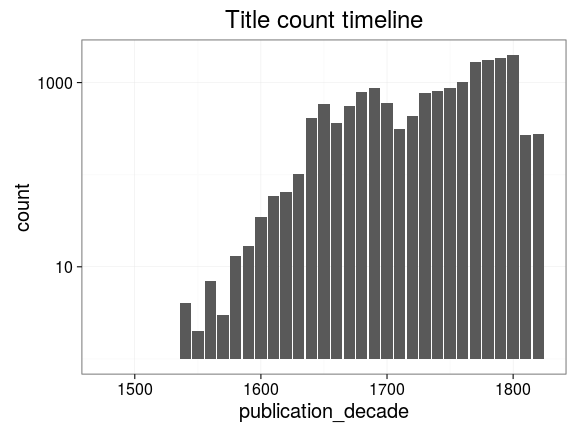 Title count timeline
count
1000
10
1500 1600 1700 1800
publication_decade